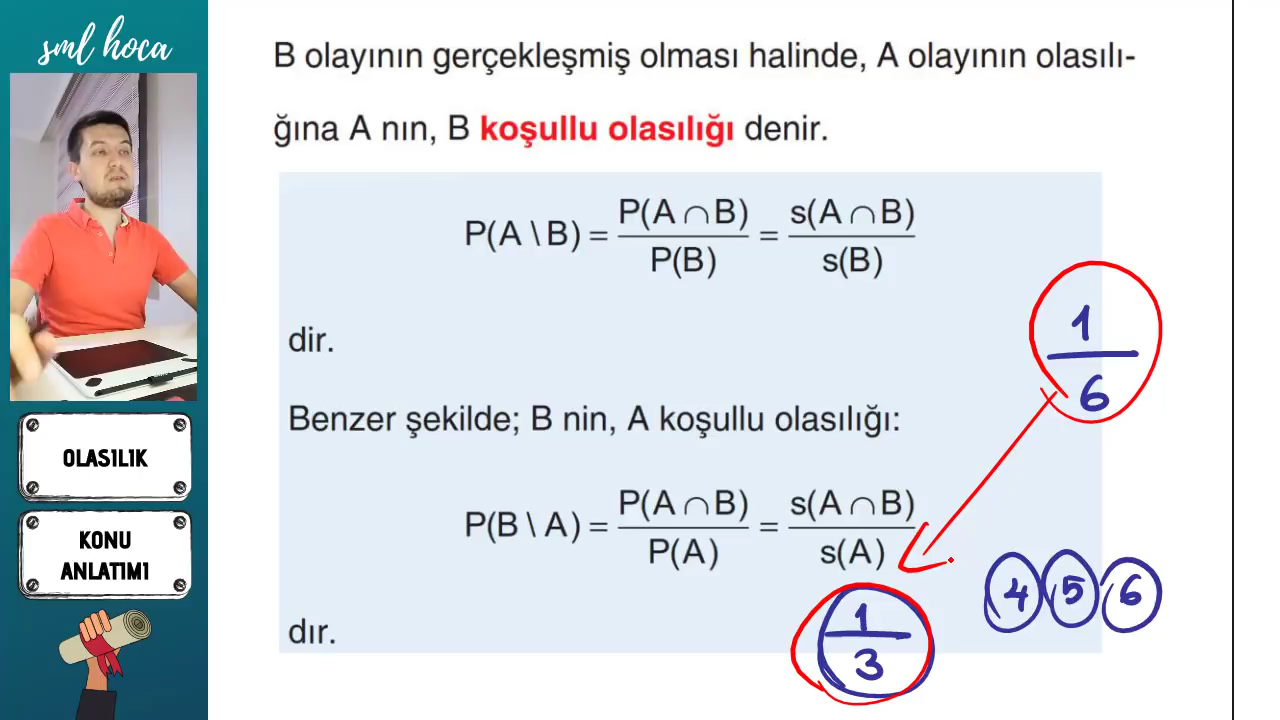 sml hoca
B olayının gerçekleşmiş olması halinde, A olayının olasılı-
ğına A nın, B koşullu olasılığı denir.
P(A \ B) = P(A ∩ B) / P(B) = s(A ∩ B) / s(B)
dir.
1
6
Benzer şekilde; B nin, A koşullu olasılığı:
P(B \ A) = P(A ∩ B) / P(A) = s(A ∩ B) / s(A)
4 5 6
dır.
1
3
OLASILIK
KONU
ANLATIMI